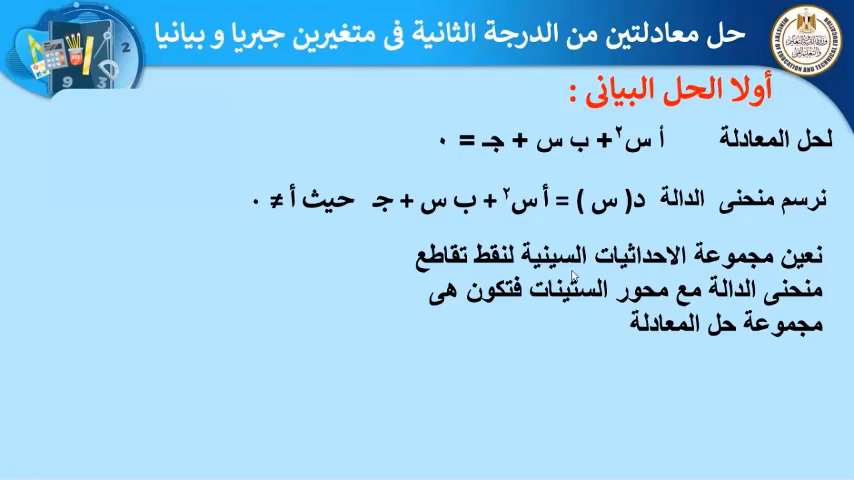 حل معادلتين من الدرجة الثانية فى متغيرين جبريا و بيانيا
أولا الحل البيانى :
لحل المعادلة أ س٢ + ب س + جـ = ٠
نرسم منحنى الدالة د( س ) = أ س٢ + ب س + جـ حيث أ ≠ ٠
نعين مجموعة الاحداثيات السينية لنقط تقاطع
منحنى الدالة مع محور السينات فتكون هى
مجموعة حل المعادلة